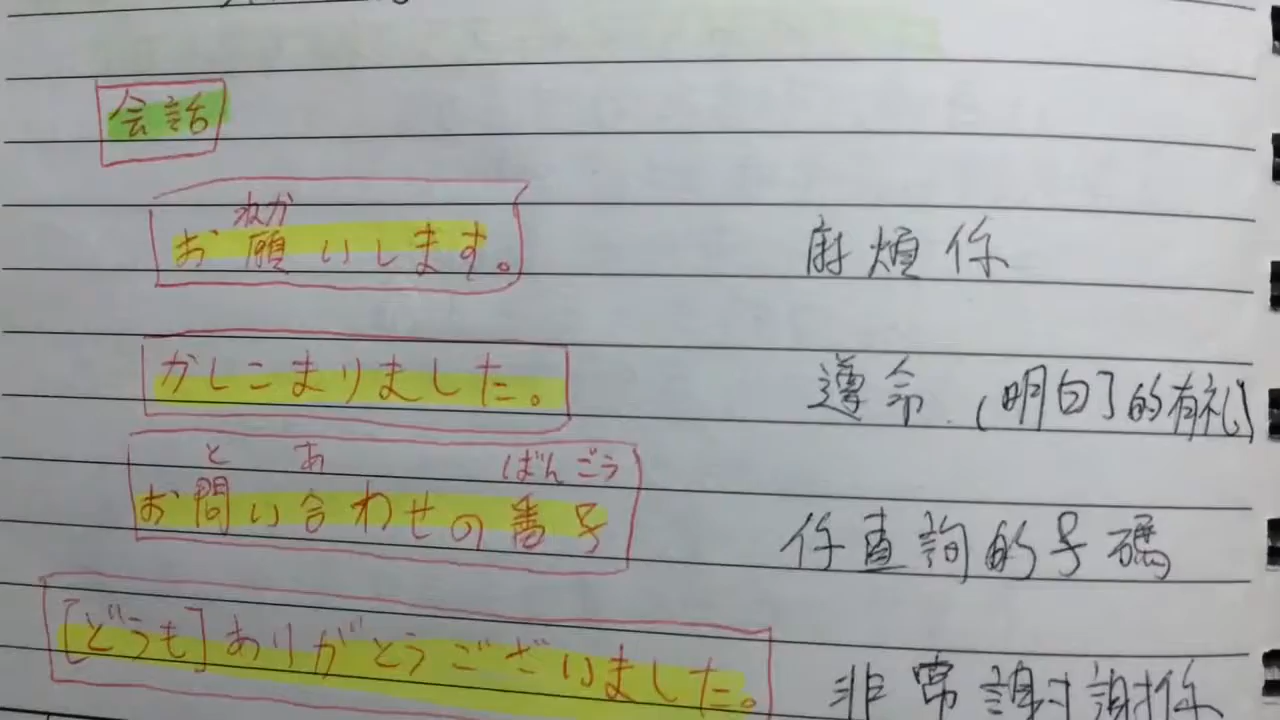 会話
ねが
お願いします。 麻煩你
かしこまりました。 遵命.(明白了的有礼)
と あ ばんごう
お問い合わせの番号 你查詢的号碼
[どうも]ありがとうございました。 非常謝謝你